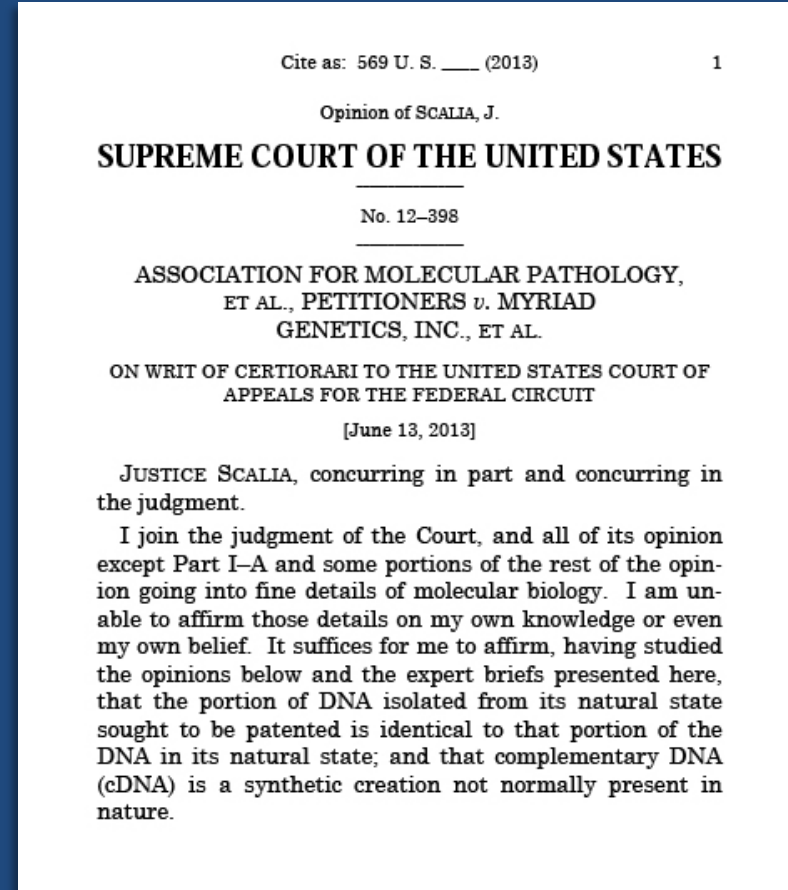 Cite as: 569 U. S. ____ (2013) 1
Opinion of SCALIA, J.
SUPREME COURT OF THE UNITED STATES
No. 12–398
ASSOCIATION FOR MOLECULAR PATHOLOGY,
ET AL., PETITIONERS v. MYRIAD
GENETICS, INC., ET AL.
ON WRIT OF CERTIORARI TO THE UNITED STATES COURT OF
APPEALS FOR THE FEDERAL CIRCUIT
[June 13, 2013]
JUSTICE SCALIA, concurring in part and concurring in
the judgment.
I join the judgment of the Court, and all of its opinion
except Part I–A and some portions of the rest of the opin-
ion going into fine details of molecular biology. I am un-
able to affirm those details on my own knowledge or even
my own belief. It suffices for me to affirm, having studied
the opinions below and the expert briefs presented here,
that the portion of DNA isolated from its natural state
sought to be patented is identical to that portion of the
DNA in its natural state; and that complementary DNA
(cDNA) is a synthetic creation not normally present in
nature.